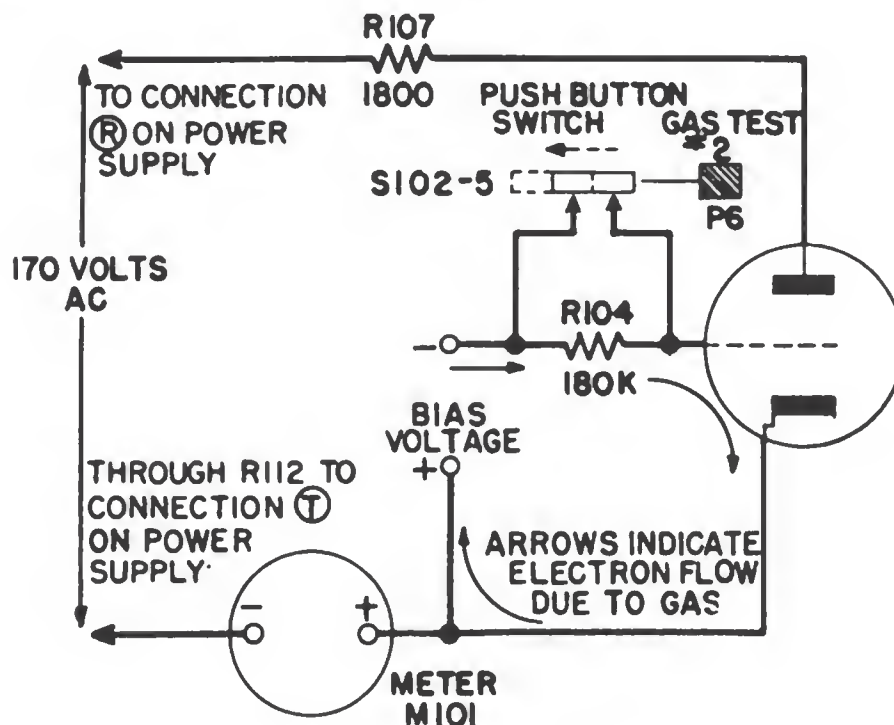 R107
1800
TO CONNECTION
Ⓡ ON POWER
SUPPLY
PUSH BUTTON
SWITCH
GAS TEST
#2
S102-5
P6
170 VOLTS
AC
R104
180K
-
BIAS
VOLTAGE
+
THROUGH R112 TO
CONNECTION Ⓣ
ON POWER
SUPPLY.
ARROWS INDICATE
ELECTRON FLOW
DUE TO GAS
- +
METER
M101